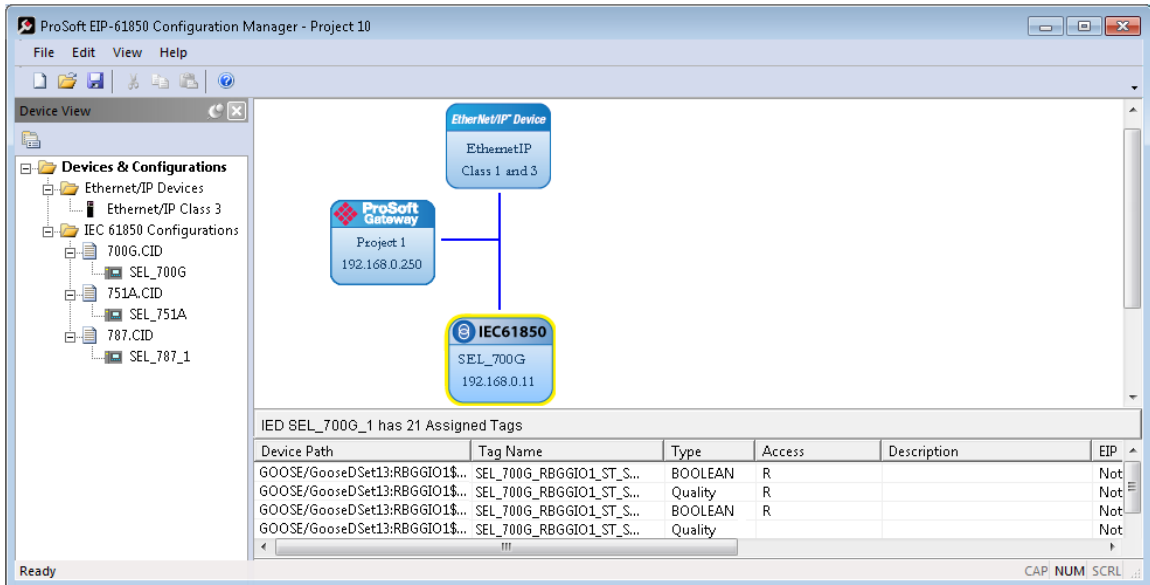 ProSoft EIP-61850 Configuration Manager - Project 10
File Edit View Help
Device View
Devices & Configurations
Ethernet/IP Devices
Ethernet/IP Class 3
IEC 61850 Configurations
700G.CID
SEL_700G
751A.CID
SEL_751A
787.CID
SEL_787_1
EtherNet/IP™ Device
EthernetIP
Class 1 and 3
ProSoft
Gateway
Project 1
192.168.0.250
IEC61850
SEL_700G
192.168.0.11
IED SEL_700G_1 has 21 Assigned Tags
Device Path Tag Name Type Access Description EIP
GOOSE/GooseDSet13:RBGGIO1$... SEL_700G_RBGGIO1_ST_S... BOOLEAN R Not
GOOSE/GooseDSet13:RBGGIO1$... SEL_700G_RBGGIO1_ST_S... Quality R Not
GOOSE/GooseDSet13:RBGGIO1$... SEL_700G_RBGGIO1_ST_S... BOOLEAN R Not
GOOSE/GooseDSet13:RBGGIO1$... SEL_700G_RBGGIO1_ST_S... Quality Not
Ready CAP NUM SCRL